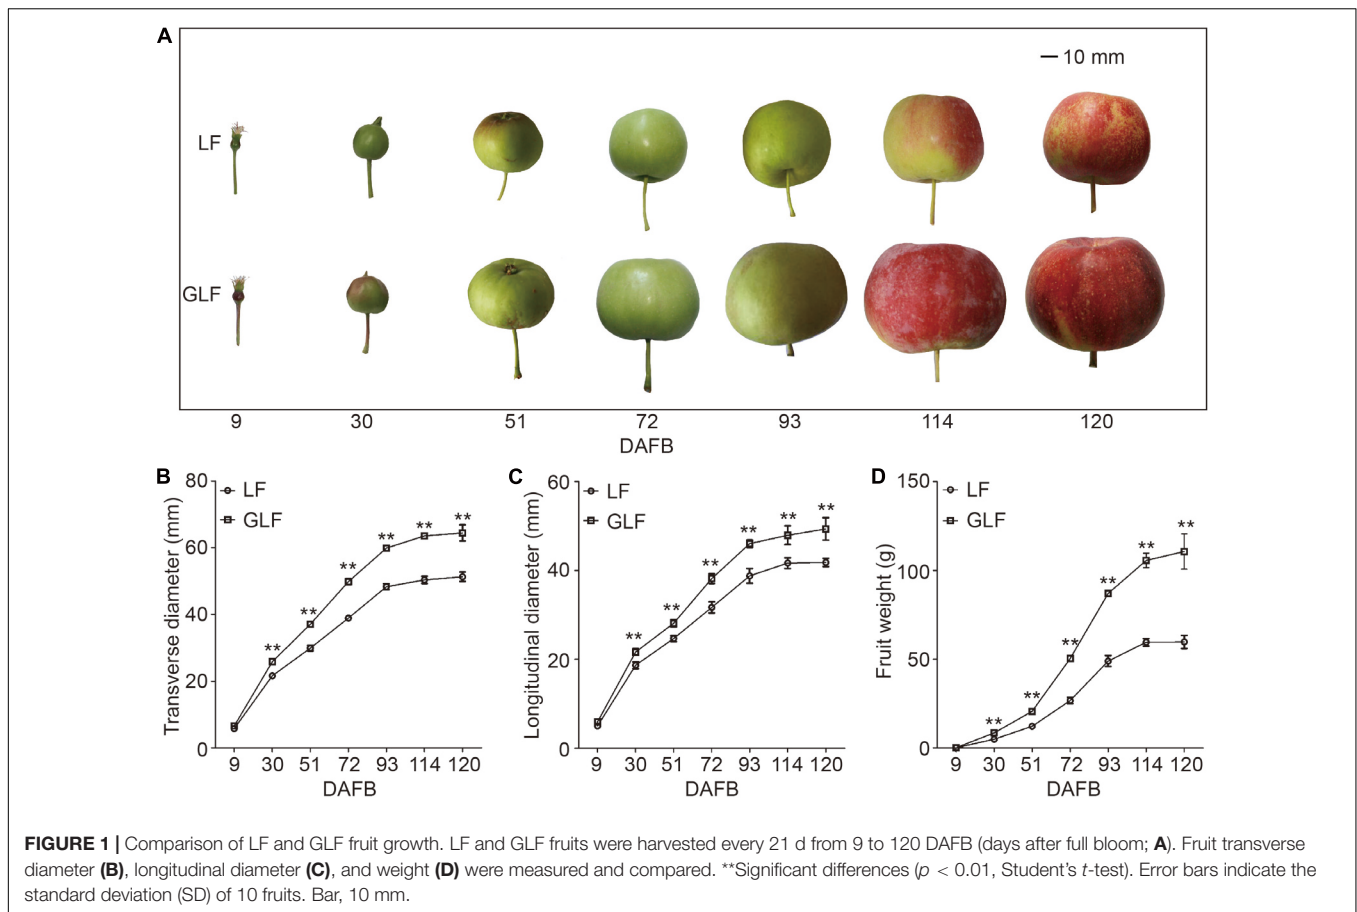 A
10 mm
LF
GLF
9 30 51 72 93 114 120
DAFB
B
80
60
40
20
0
Transverse diameter (mm)
LF
GLF
** ** ** ** ** **
9 30 51 72 93 114 120
DAFB
C
60
40
20
0
Longitudinal diameter (mm)
LF
GLF
** ** ** ** ** **
9 30 51 72 93 114 120
DAFB
D
150
100
50
0
Fruit weight (g)
LF
GLF
** ** ** ** ** **
9 30 51 72 93 114 120
DAFB
FIGURE 1 | Comparison of LF and GLF fruit growth. LF and GLF fruits were harvested every 21 d from 9 to 120 DAFB (days after full bloom; A). Fruit transverse
diameter (B), longitudinal diameter (C), and weight (D) were measured and compared. **Significant differences (p < 0.01, Student’s t-test). Error bars indicate the
standard deviation (SD) of 10 fruits. Bar, 10 mm.